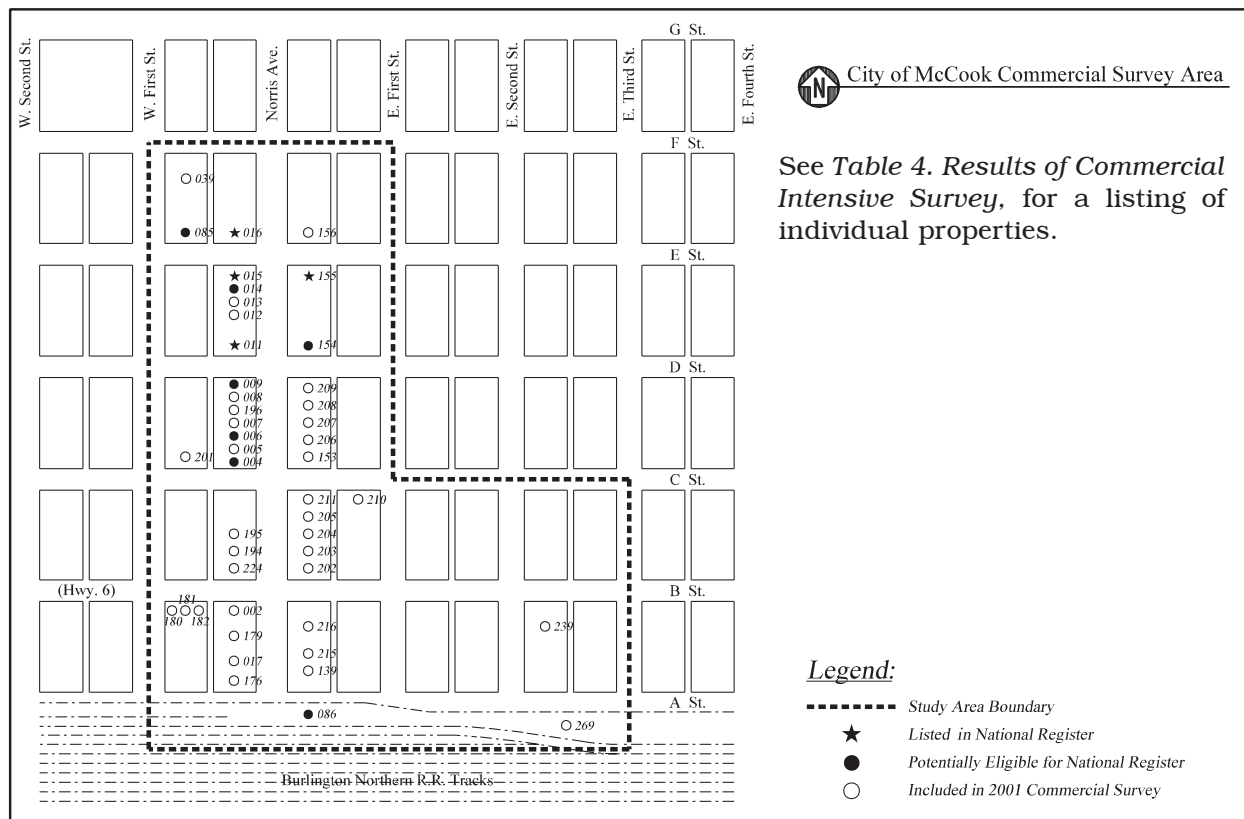 G St.
W. Second St.
W. First St.
Norris Ave.
E. First St.
E. Second St.
E. Third St.
E. Fourth St.
N
City of McCook Commercial Survey Area
See Table 4. Results of Commercial
Intensive Survey, for a listing of
individual properties.
F St.
039
085
016
156
E St.
015
155
014
013
012
011
154
D St.
009
209
008
208
196
007
207
006
206
005
201
153
004
C St.
211
210
205
195
204
194
203
224
202
(Hwy. 6)
B St.
181
180
182
002
179
216
239
215
017
139
176
A St.
086
269
Burlington Northern R.R. Tracks
Legend:
Study Area Boundary
Listed in National Register
Potentially Eligible for National Register
Included in 2001 Commercial Survey